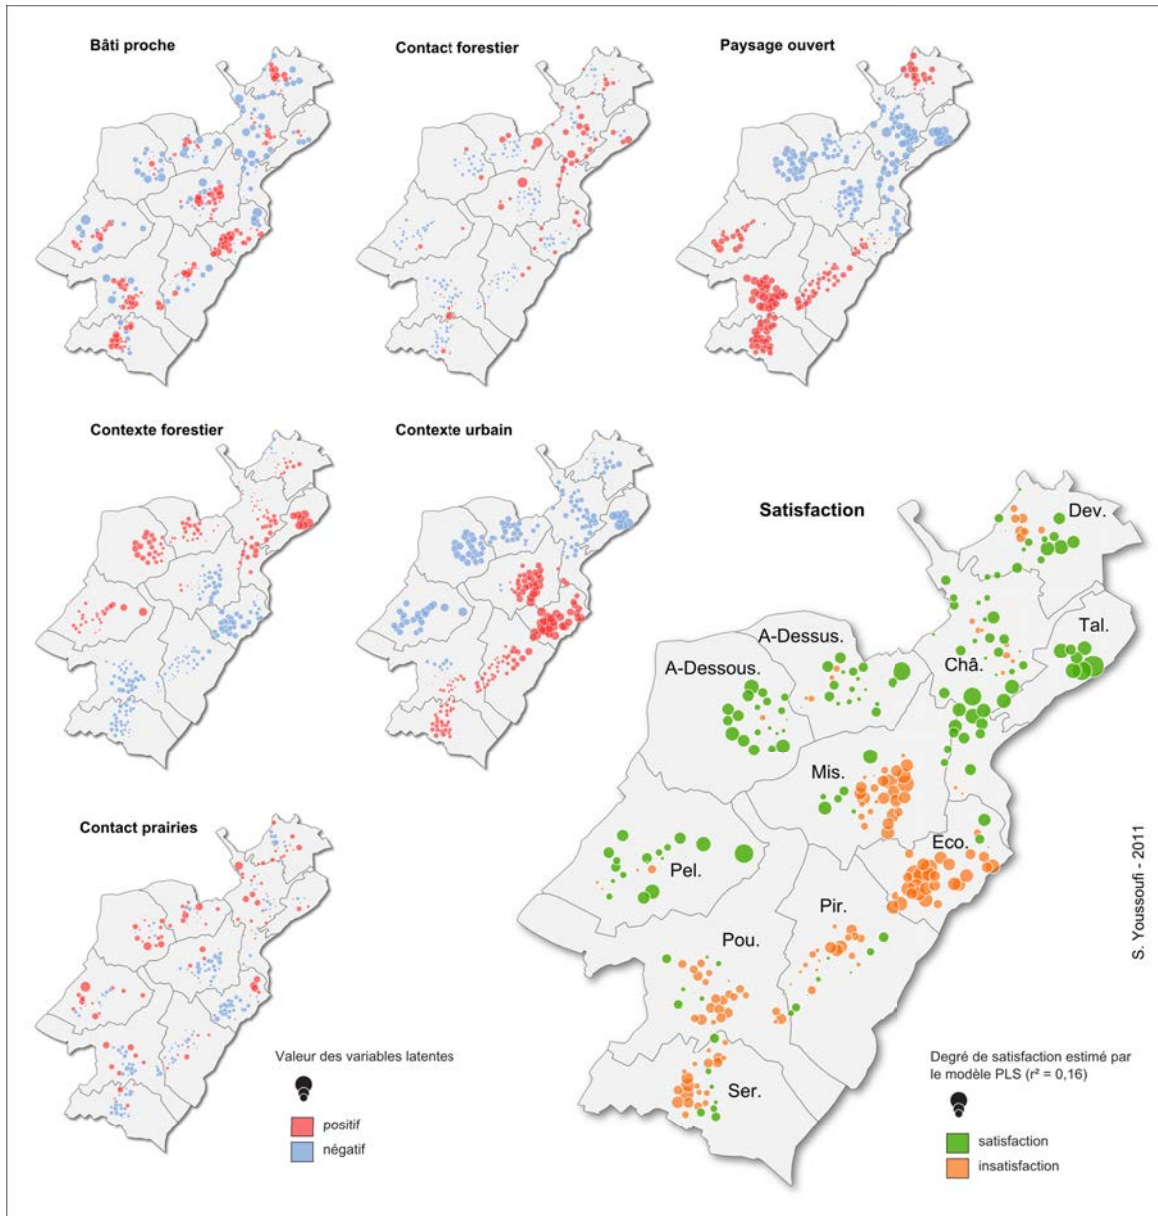 Bâti proche
Contact forestier
Paysage ouvert
Contexte forestier
Contexte urbain
Satisfaction
Dev.
Tal.
A-Dessus.
A-Dessous.
Châ.
Mis.
Eco.
Pel.
Pir.
Pou.
Ser.
Contact prairies
Valeur des variables latentes
positif
négatif
Degré de satisfaction estimé par
le modèle PLS (r² = 0,16)
satisfaction
insatisfaction
S. Youssoufi - 2011